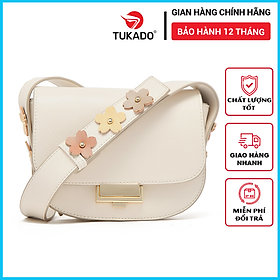 TUKADO
GIAN HÀNG CHÍNH HÃNG
BẢO HÀNH 12 THÁNG
CHẤT LƯỢNG
TỐT
GIAO HÀNG
NHANH
MIỄN PHÍ
ĐỔI TRẢ